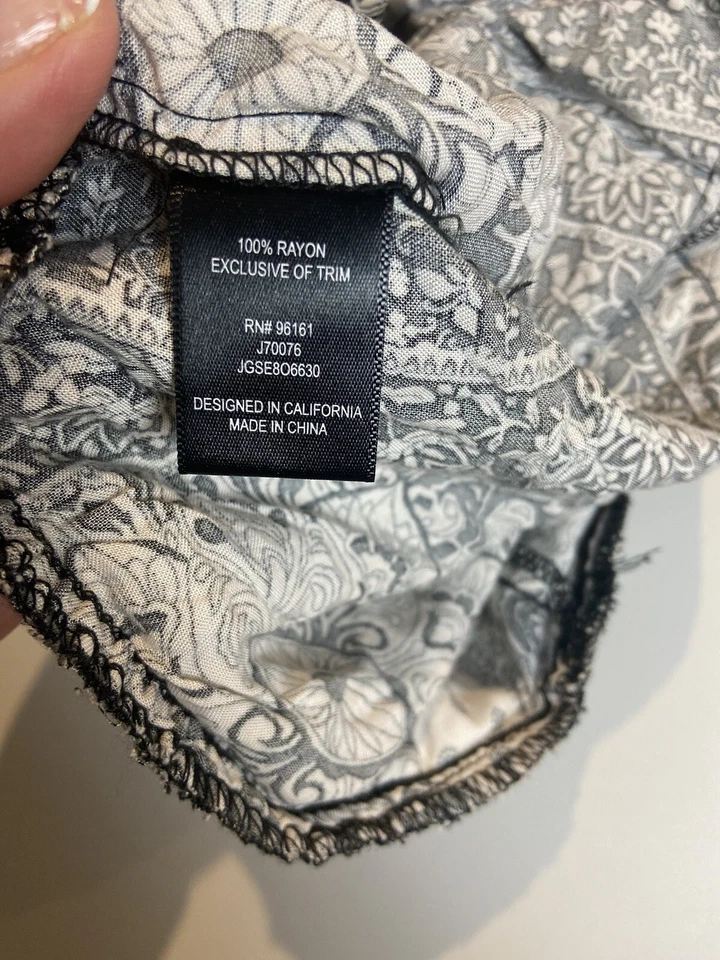 100% RAYON
EXCLUSIVE OF TRIM
RN# 96161
J70076
JGSE8O6630
DESIGNED IN CALIFORNIA
MADE IN CHINA